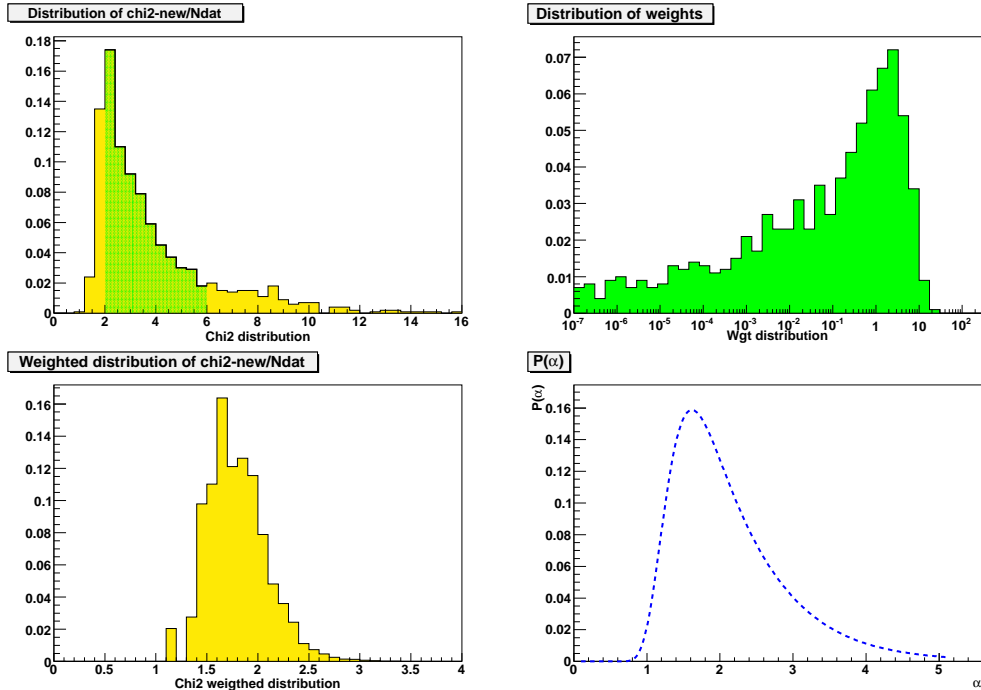 Distribution of chi2-new/Ndat
0.18
0.16
0.14
0.12
0.1
0.08
0.06
0.04
0.02
0
0 2 4 6 8 10 12 14 16
Chi2 distribution
Distribution of weights
0.07
0.06
0.05
0.04
0.03
0.02
0.01
0
10-7 10-6 10-5 10-4 10-3 10-2 10-1 1 10 102
Wgt distribution
Weighted distribution of chi2-new/Ndat
0.16
0.14
0.12
0.1
0.08
0.06
0.04
0.02
0
0 0.5 1 1.5 2 2.5 3 3.5 4
Chi2 weigthed distribution
P(α)
P(α)
0.16
0.14
0.12
0.1
0.08
0.06
0.04
0.02
0
0 1 2 3 4 5
α